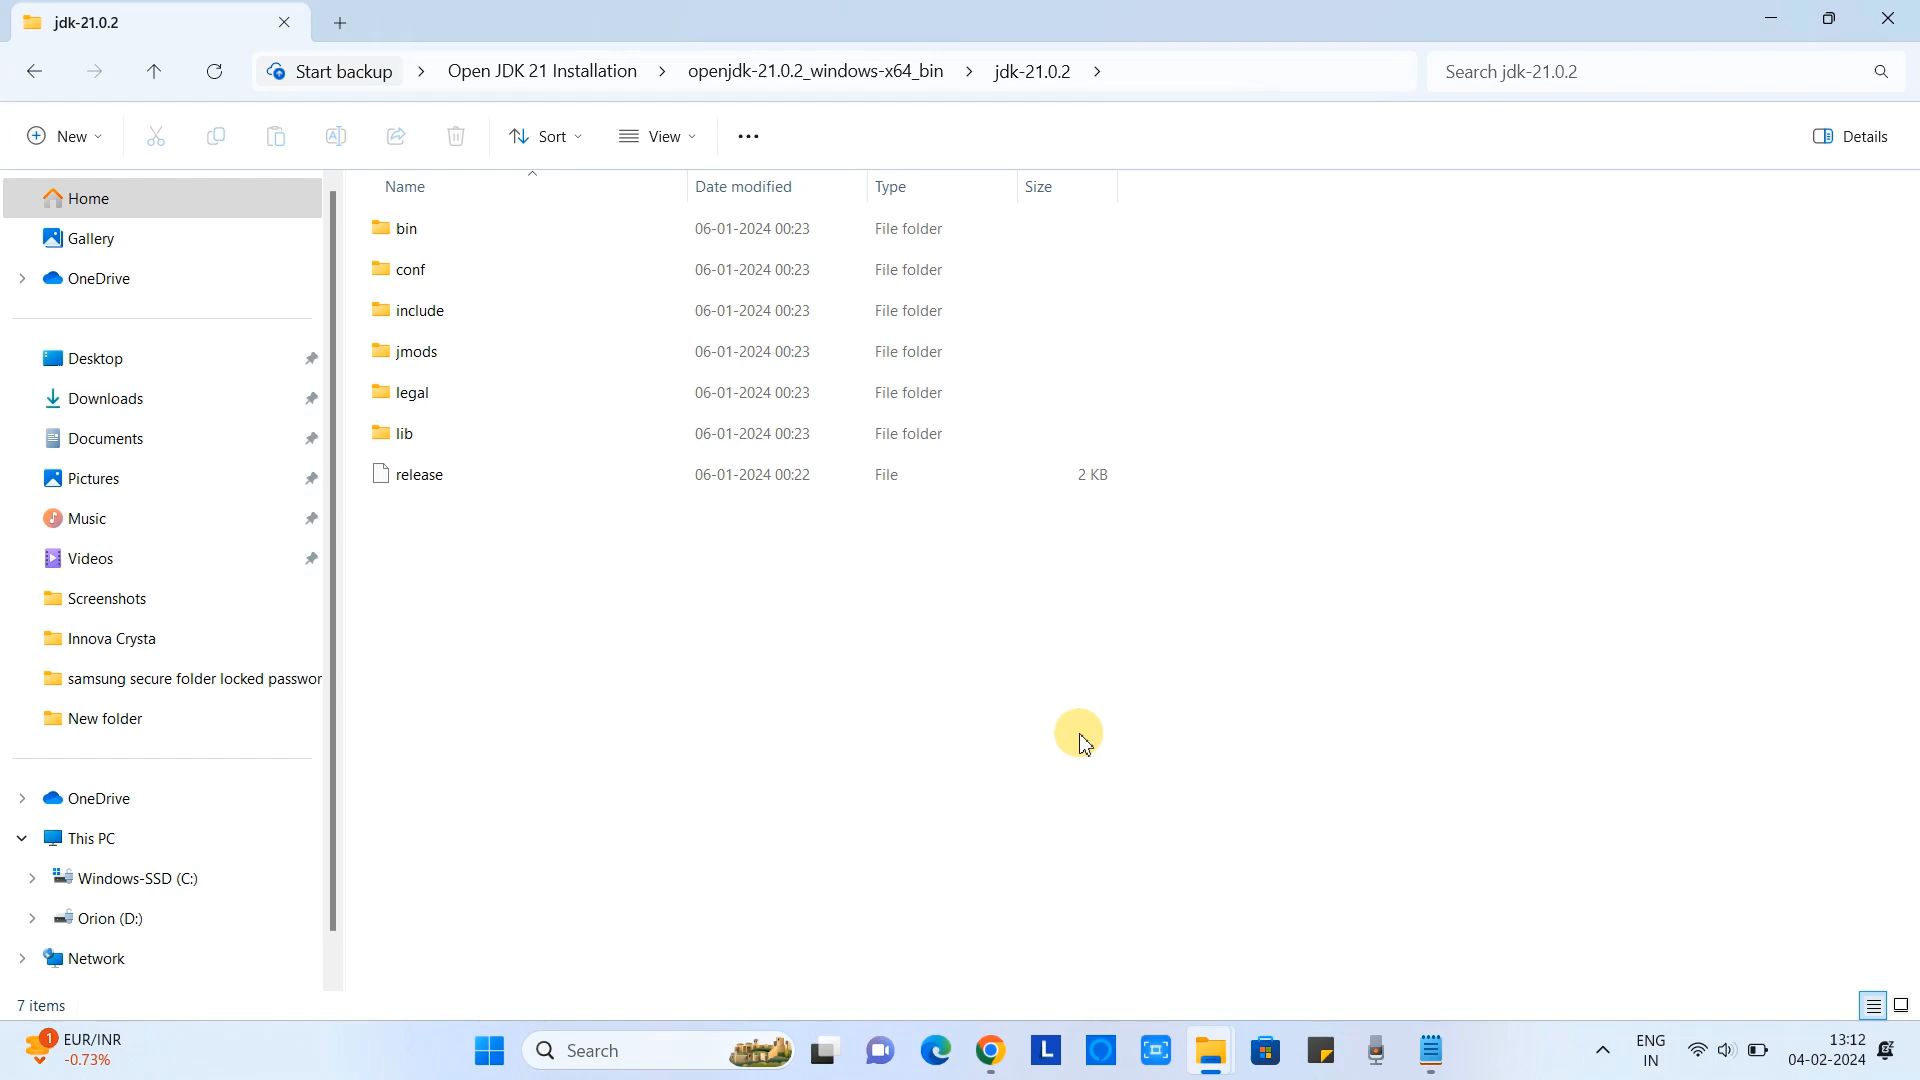 jdk-21.0.2
Start backup > Open JDK 21 Installation > openjdk-21.0.2_windows-x64_bin > jdk-21.0.2 >
Search jdk-21.0.2
New
Sort
View
Details
Home
Gallery
OneDrive
Desktop
Downloads
Documents
Pictures
Music
Videos
Screenshots
Innova Crysta
samsung secure folder locked passwor
New folder
OneDrive
This PC
Windows-SSD (C:)
Orion (D:)
Network
Name Date modified Type Size
bin 06-01-2024 00:23 File folder
conf 06-01-2024 00:23 File folder
include 06-01-2024 00:23 File folder
jmods 06-01-2024 00:23 File folder
legal 06-01-2024 00:23 File folder
lib 06-01-2024 00:23 File folder
release 06-01-2024 00:22 File 2 KB
7 items
1
EUR/INR
-0.73%
Search
L
ENG
IN
13:12
04-02-2024